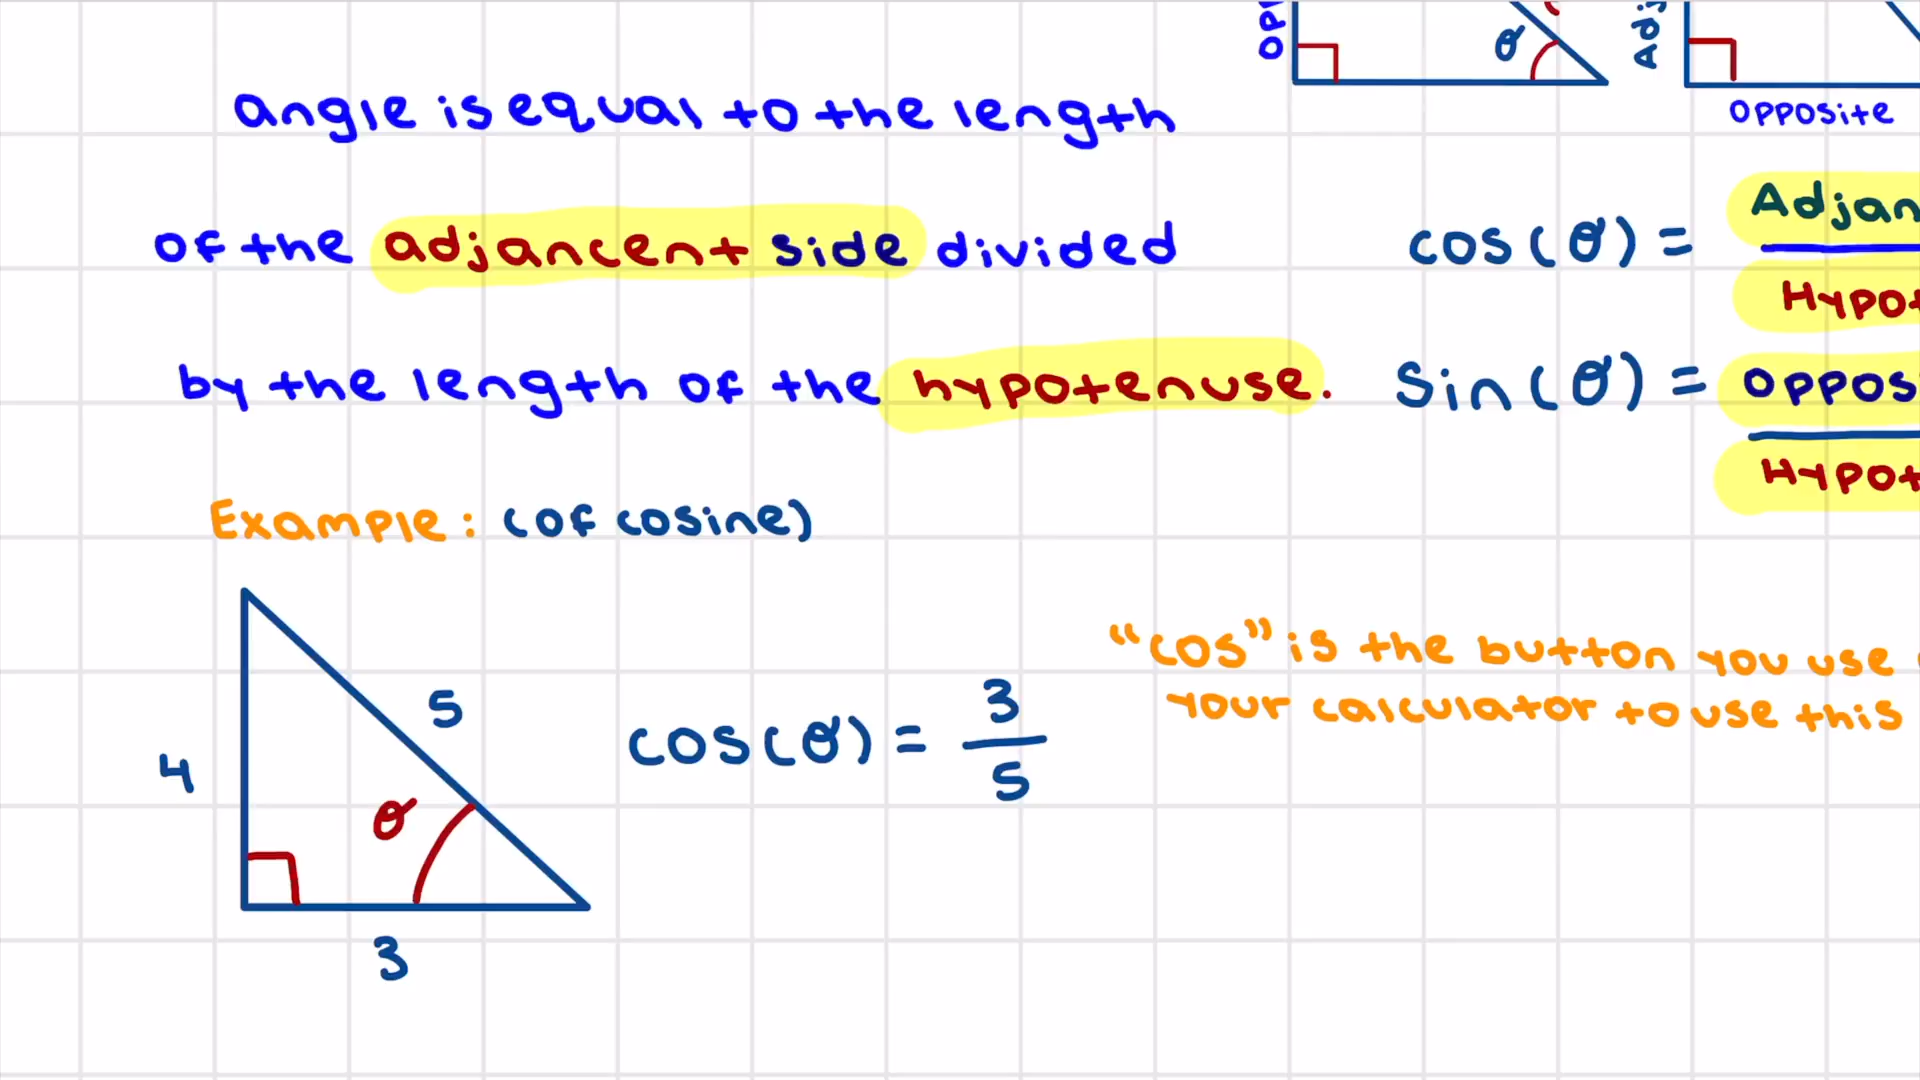 angle is equal to the length
of the adjancent side divided
by the length of the hypotenuse.
Example: (of cosine)
4
5
θ
3
cos(θ) = 3/5
θ
Opposite
cos(θ) =
Sin(θ) =
"cos" is the button you use
your calculator to use this